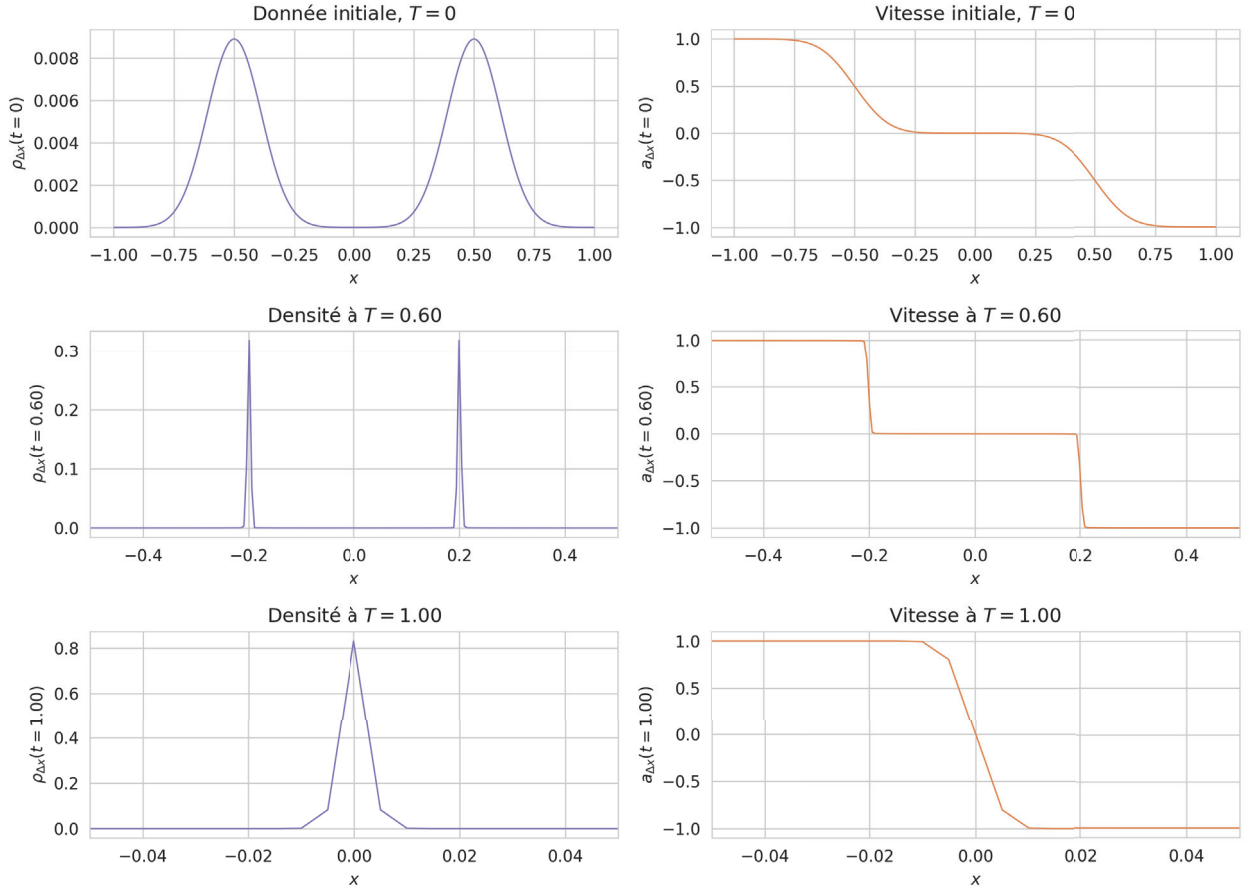 Donnée initiale, T = 0
ρΔx(t = 0)
0.008
0.006
0.004
0.002
0.000
−1.00 −0.75 −0.50 −0.25 0.00 0.25 0.50 0.75 1.00
x
Vitesse initiale, T = 0
aΔx(t = 0)
1.0
0.5
0.0
−0.5
−1.0
−1.00 −0.75 −0.50 −0.25 0.00 0.25 0.50 0.75 1.00
x
Densité à T = 0.60
ρΔx(t = 0.60)
0.3
0.2
0.1
0.0
−0.4 −0.2 0.0 0.2 0.4
x
Vitesse à T = 0.60
aΔx(t = 0.60)
1.0
0.5
0.0
−0.5
−1.0
−0.4 −0.2 0.0 0.2 0.4
x
Densité à T = 1.00
ρΔx(t = 1.00)
0.8
0.6
0.4
0.2
0.0
−0.04 −0.02 0.00 0.02 0.04
x
Vitesse à T = 1.00
aΔx(t = 1.00)
1.0
0.5
0.0
−0.5
−1.0
−0.04 −0.02 0.00 0.02 0.04
x